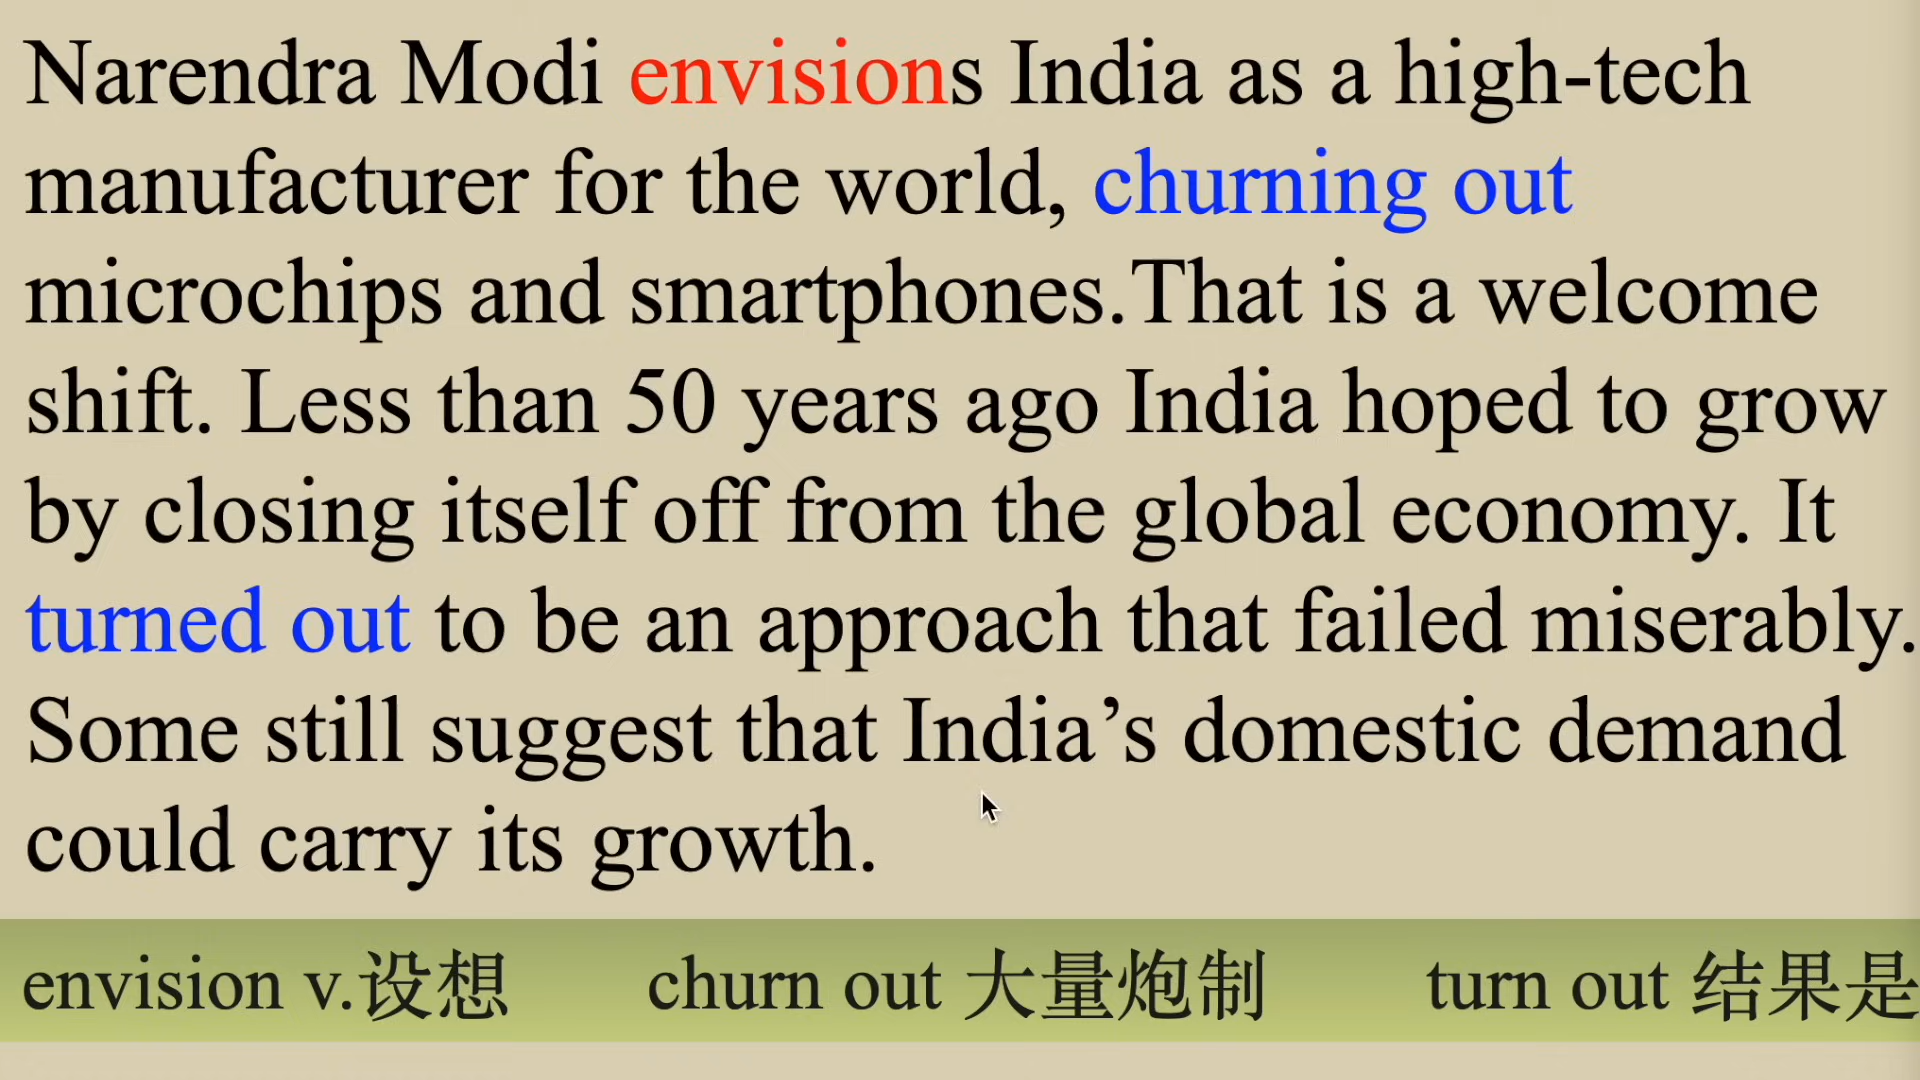 Narendra Modi envisions India as a high-tech
manufacturer for the world, churning out
microchips and smartphones.That is a welcome
shift. Less than 50 years ago India hoped to grow
by closing itself off from the global economy. It
turned out to be an approach that failed miserably.
Some still suggest that India’s domestic demand
could carry its growth.
envision v.设想 churn out 大量炮制 turn out 结果是